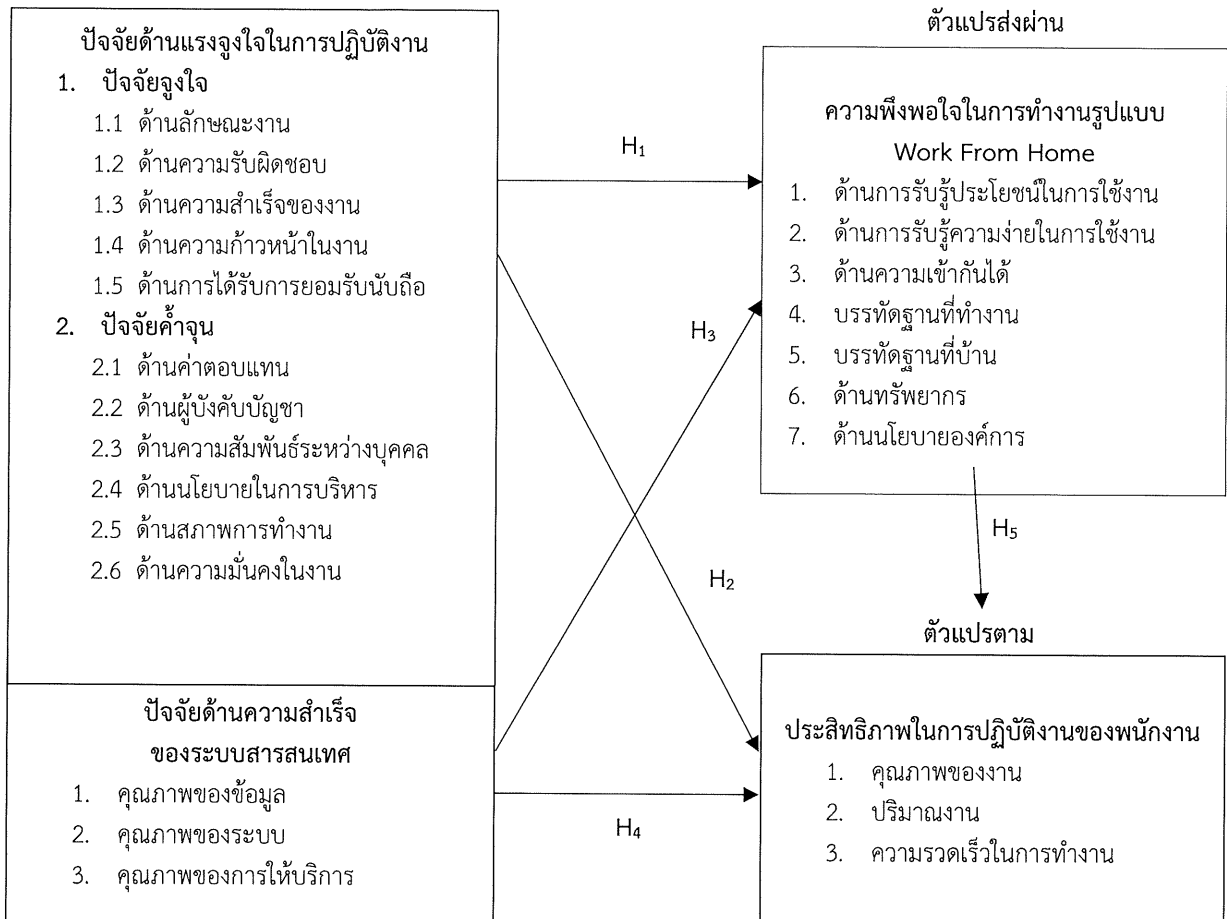 ปัจจัยด้านแรงจูงใจในการปฏิบัติงาน
1. ปัจจัยจูงใจ
1.1 ด้านลักษณะงาน
1.2 ด้านความรับผิดชอบ
1.3 ด้านความสำเร็จของงาน
1.4 ด้านความก้าวหน้าในงาน
1.5 ด้านการได้รับการยอมรับนับถือ
2. ปัจจัยค้ำจุน
2.1 ด้านค่าตอบแทน
2.2 ด้านผู้บังคับบัญชา
2.3 ด้านความสัมพันธ์ระหว่างบุคคล
2.4 ด้านนโยบายในการบริหาร
2.5 ด้านสภาพการทำงาน
2.6 ด้านความมั่นคงในงาน
ปัจจัยด้านความสำเร็จ
ของระบบสารสนเทศ
1. คุณภาพของข้อมูล
2. คุณภาพของระบบ
3. คุณภาพของการให้บริการ
H₁
H₃
H₂
H₄
ตัวแปรส่งผ่าน
ความพึงพอใจในการทำงานรูปแบบ
Work From Home
1. ด้านการรับรู้ประโยชน์ในการใช้งาน
2. ด้านการรับรู้ความง่ายในการใช้งาน
3. ด้านความเข้ากันได้
4. บรรทัดฐานที่ทำงาน
5. บรรทัดฐานที่บ้าน
6. ด้านทรัพยากร
7. ด้านนโยบายองค์การ
H₅
ตัวแปรตาม
ประสิทธิภาพในการปฏิบัติงานของพนักงาน
1. คุณภาพของงาน
2. ปริมาณงาน
3. ความรวดเร็วในการทำงาน